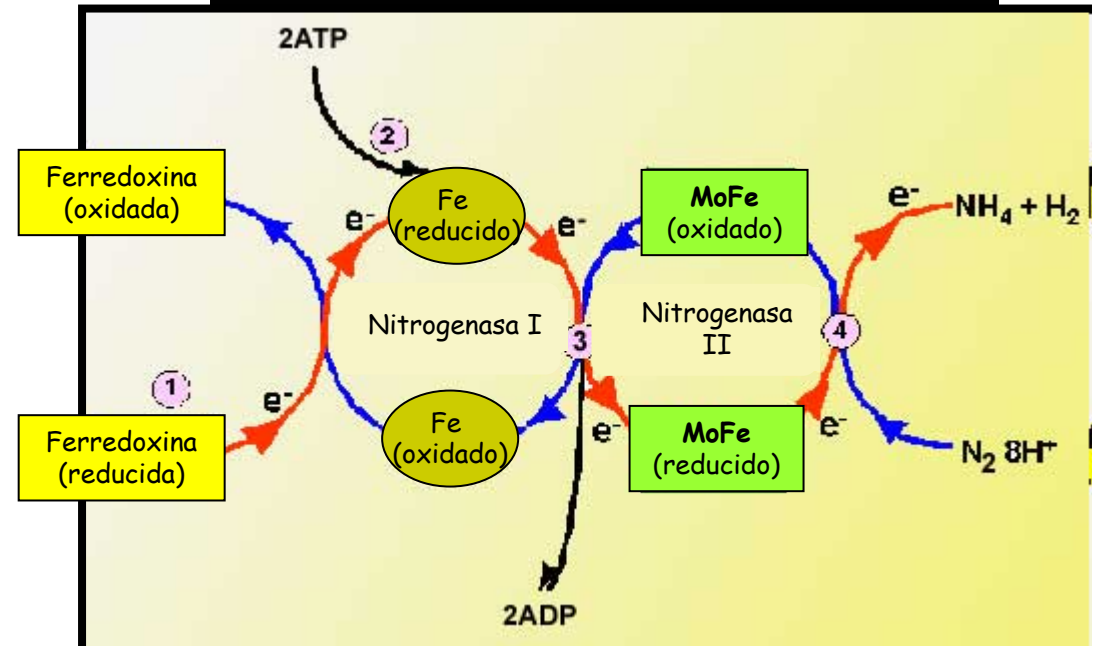 2ATP
2
Ferredoxina
(oxidada)
Fe
(reducido)
MoFe
(oxidado)
e-
e-
e-
NH₄ + H₂
Nitrogenasa I
Nitrogenasa
II
3
4
1
e-
Ferredoxina
(reducida)
Fe
(oxidado)
e-
MoFe
(reducido)
e-
N₂ 8H⁺
2ADP